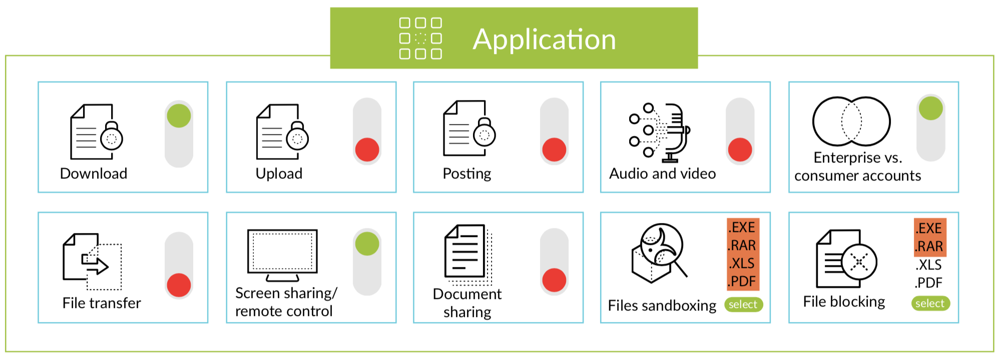 Application
Download
Upload
Posting
Audio and video
Enterprise vs.
consumer accounts
File transfer
Screen sharing/
remote control
Document
sharing
Files sandboxing
.EXE
.RAR
.XLS
.PDF
select
File blocking
.EXE
.RAR
.XLS
.PDF
select